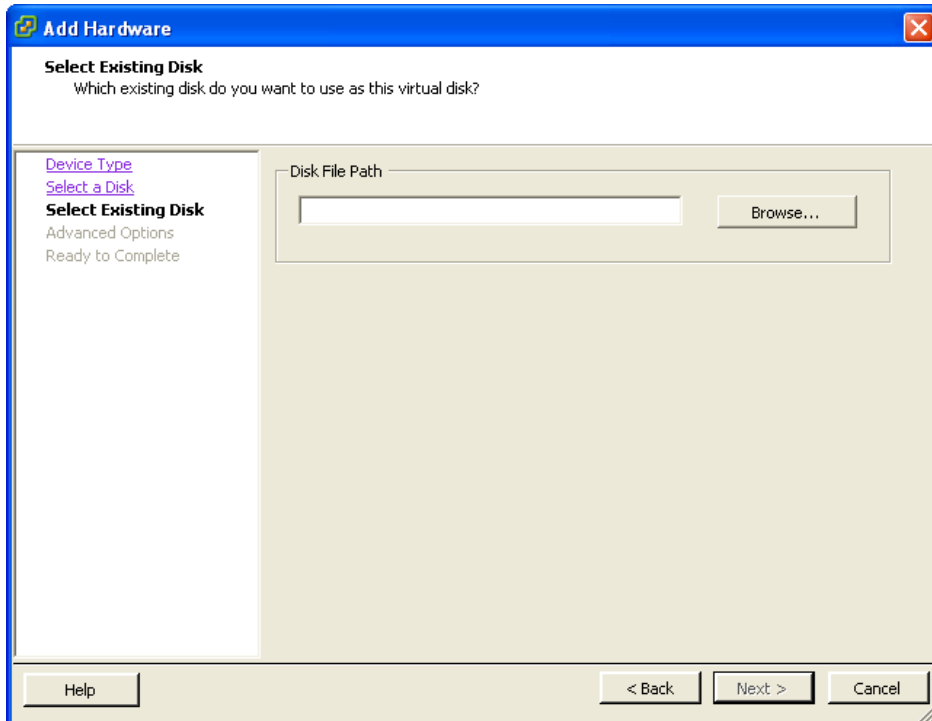 Add Hardware
Select Existing Disk
Which existing disk do you want to use as this virtual disk?
Device Type
Select a Disk
Select Existing Disk
Advanced Options
Ready to Complete
Disk File Path
Browse...
Help
< Back
Next >
Cancel